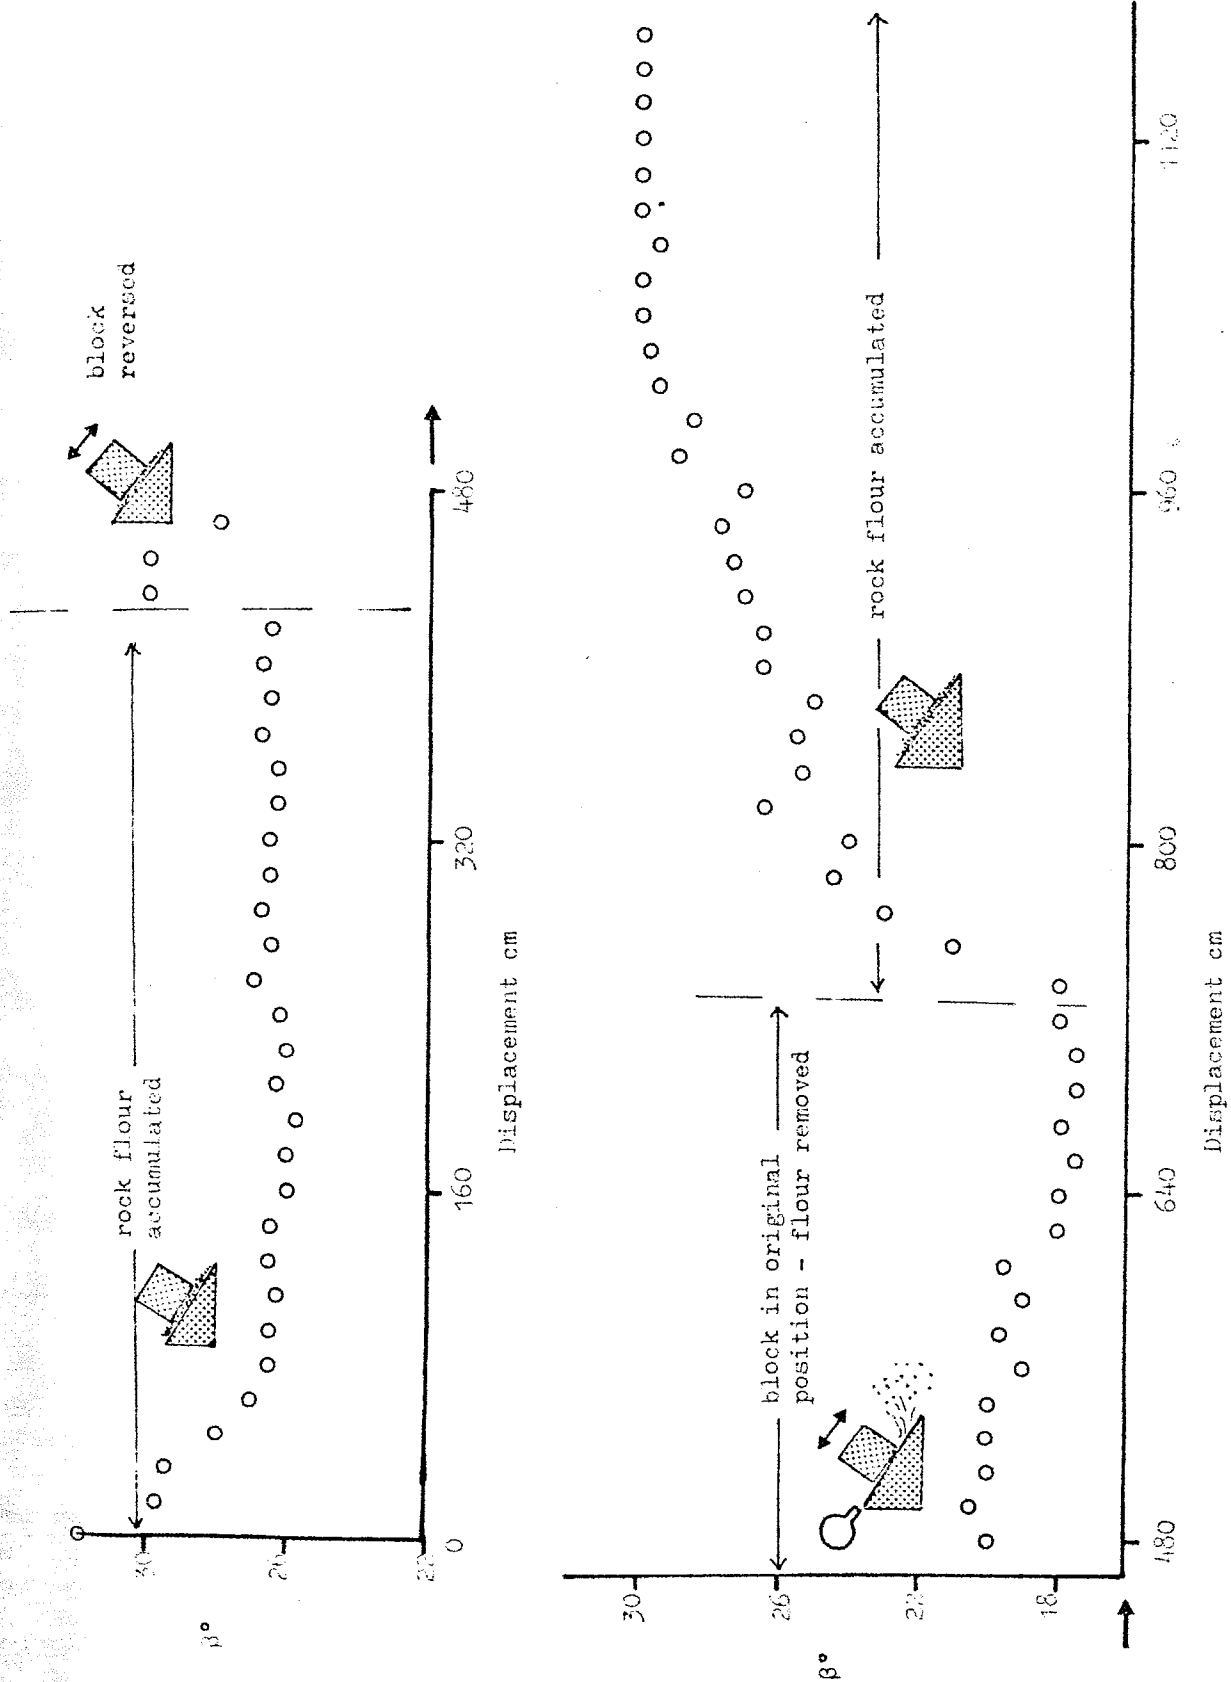 block
reversed
rock flour
accumulated
β°
30
0
160
320
480
Displacement cm
block in original
position - flour removed
rock flour accumulated
β°
30
26
22
18
480
640
800
960
1120
Displacement cm